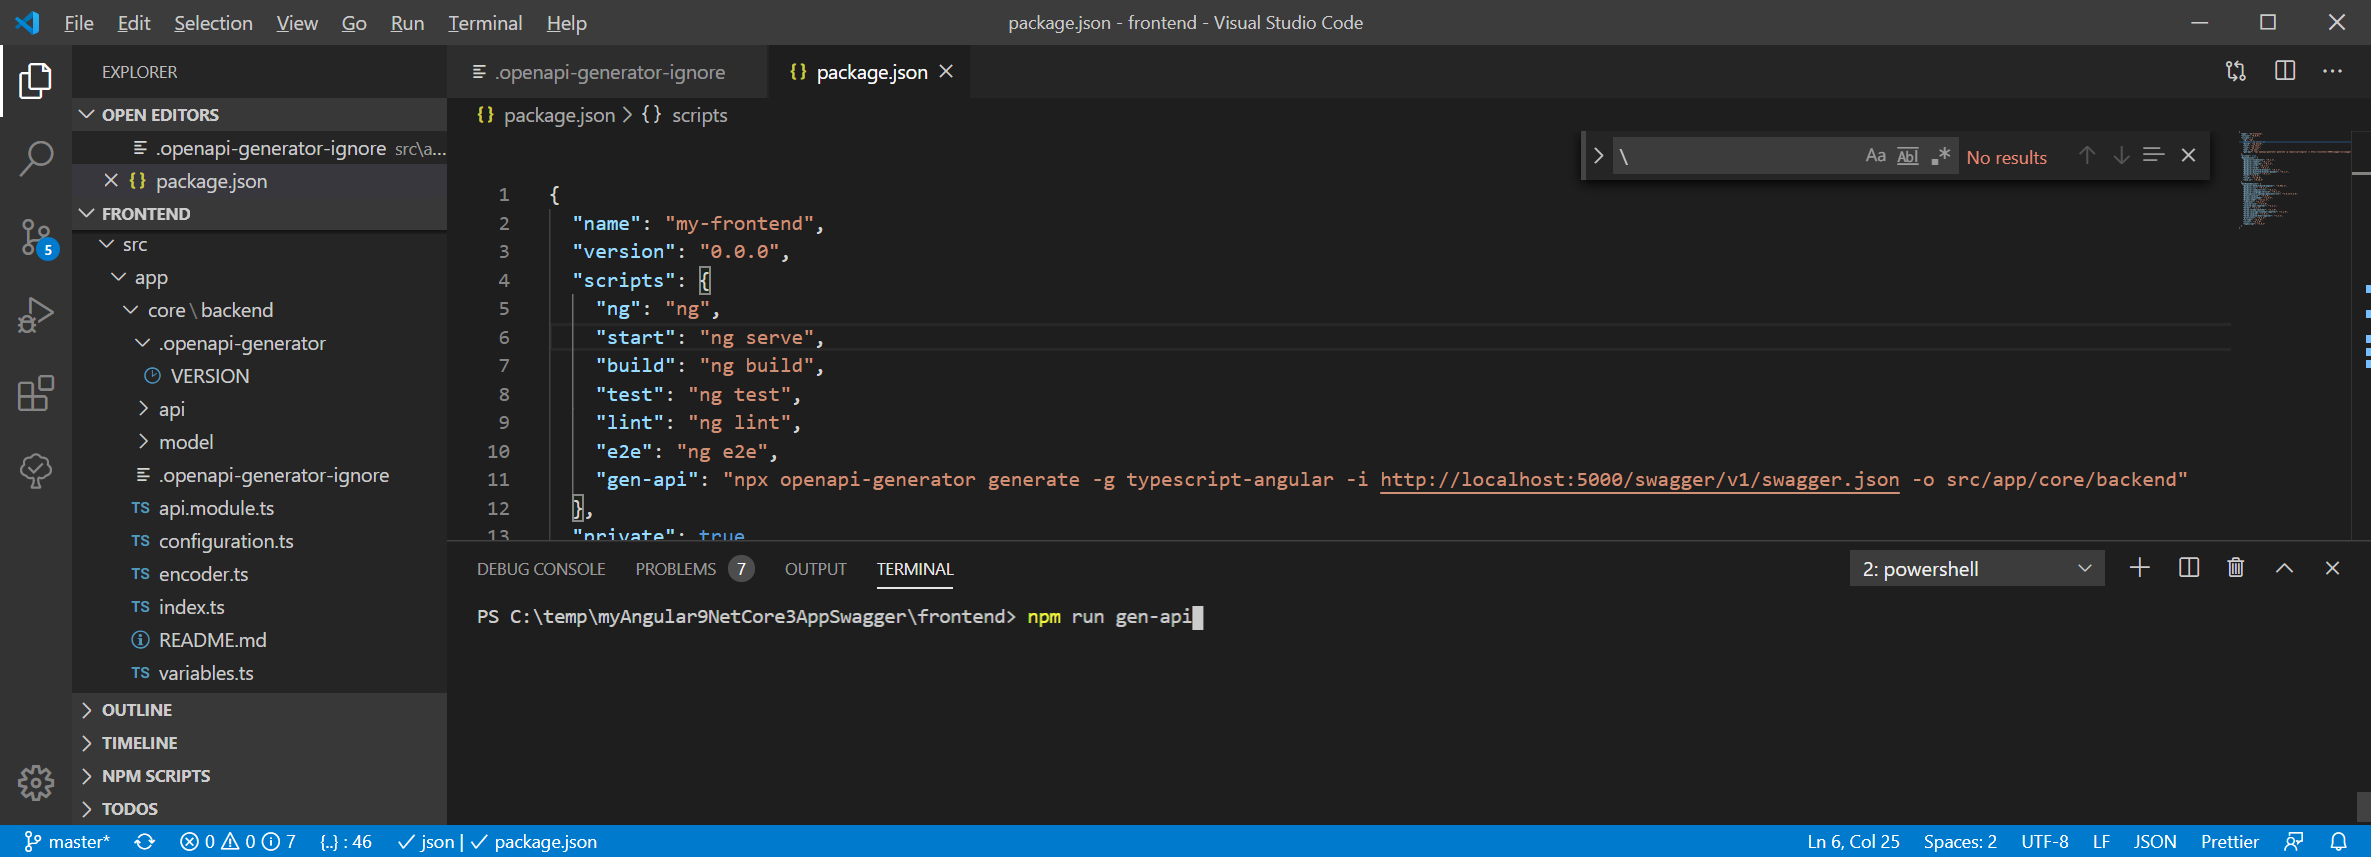 File Edit Selection View Go Run Terminal Help
package.json - frontend - Visual Studio Code
EXPLORER
OPEN EDITORS
.openapi-generator-ignore src\a...
package.json
FRONTEND
src
app
core \ backend
.openapi-generator
VERSION
api
model
.openapi-generator-ignore
TS api.module.ts
TS configuration.ts
TS encoder.ts
TS index.ts
README.md
TS variables.ts
OUTLINE
TIMELINE
NPM SCRIPTS
TODOS
5
.openapi-generator-ignore
{} package.json
{} package.json > {} scripts
\ Aa Abl .* No results
1 {
2 "name": "my-frontend",
3 "version": "0.0.0",
4 "scripts": {
5 "ng": "ng",
6 "start": "ng serve",
7 "build": "ng build",
8 "test": "ng test",
9 "lint": "ng lint",
10 "e2e": "ng e2e",
11 "gen-api": "npx openapi-generator generate -g typescript-angular -i http://localhost:5000/swagger/v1/swagger.json -o src/app/core/backend"
12 },
13 "private": true
DEBUG CONSOLE PROBLEMS 7 OUTPUT TERMINAL
2: powershell
PS C:\temp\myAngular9NetCore3AppSwagger\frontend> npm run gen-api
master* 0 0 7 {..} : 46 json | package.json
Ln 6, Col 25 Spaces: 2 UTF-8 LF JSON Prettier